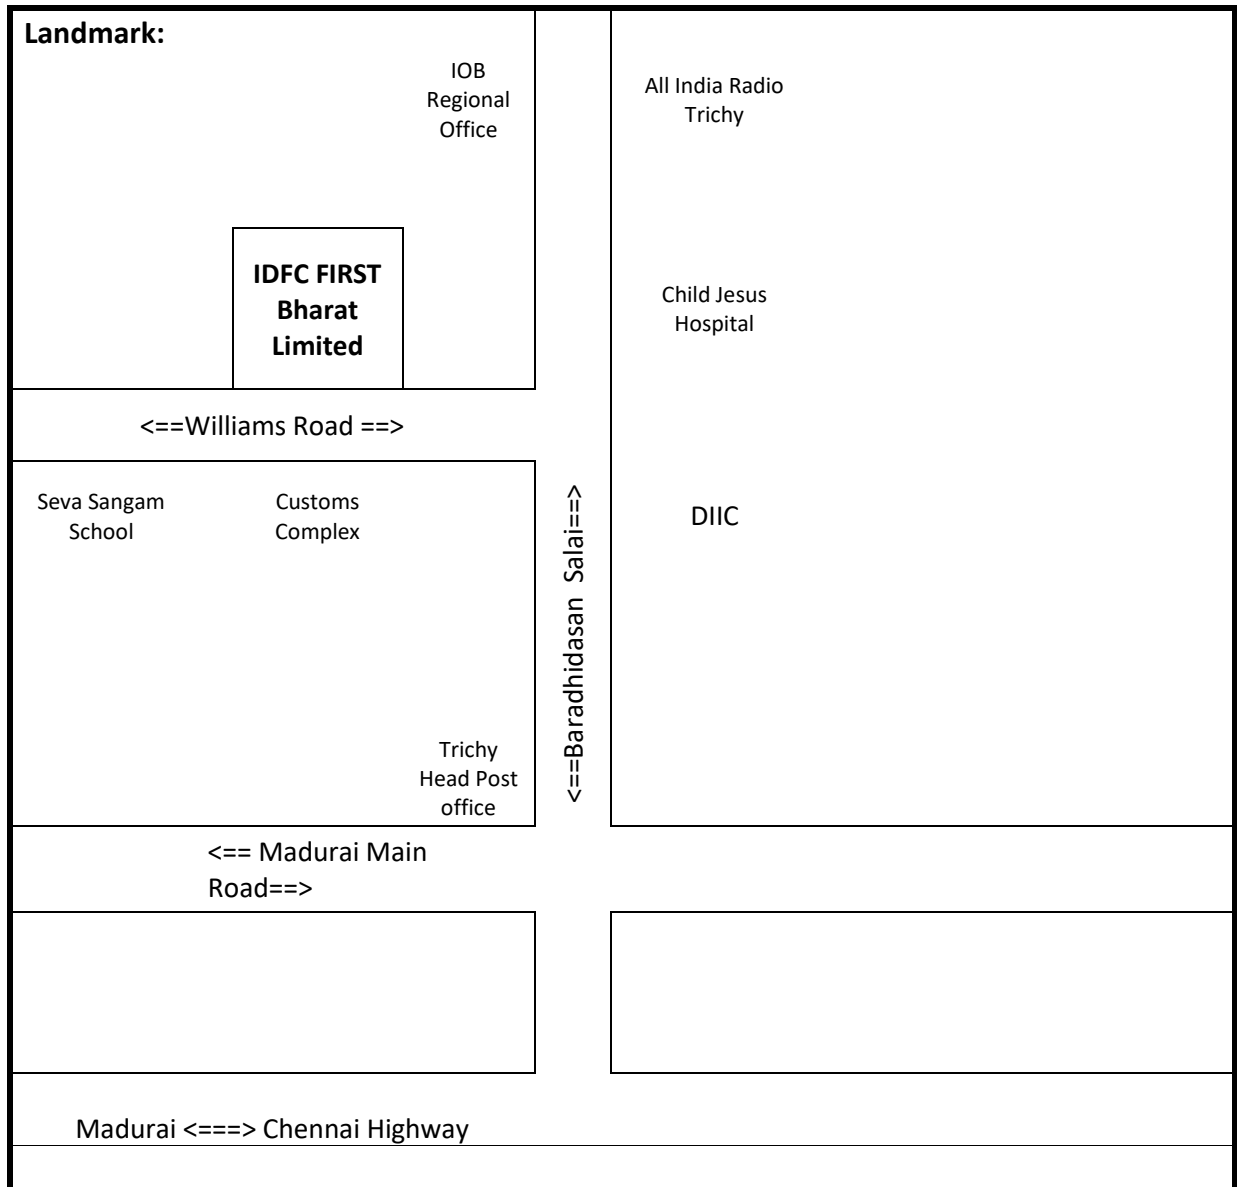 Landmark:
IOB
Regional
Office
All India Radio
Trichy
IDFC FIRST
Bharat
Limited
Child Jesus
Hospital
<==Williams Road ==>
Seva Sangam
School
Customs
Complex
DIIC
<==Baradhidasan  Salai==>
Trichy
Head Post
office
<== Madurai Main
Road==>
Madurai <===> Chennai Highway